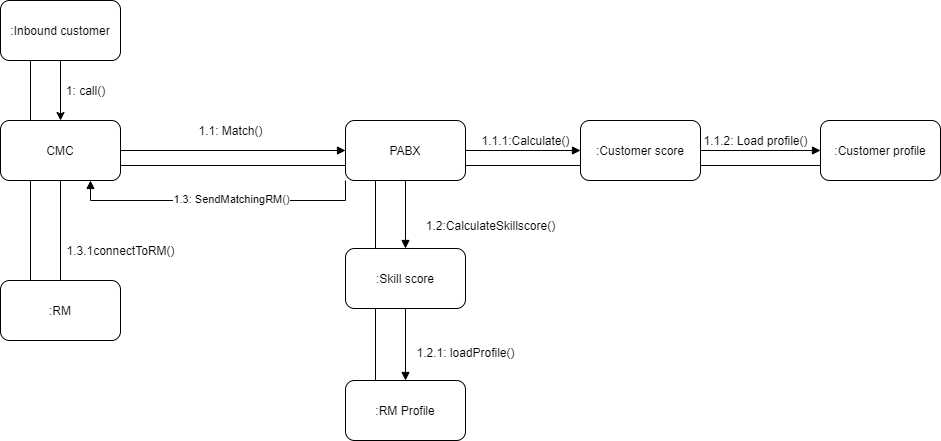 :Inbound customer
1: call()
1.1: Match()
CMC
PABX
1.1.1:Calculate()
:Customer score
1.1.2: Load profile()
:Customer profile
1.3: SendMatchingRM()
1.2:CalculateSkillscore()
1.3.1connectToRM()
:Skill score
:RM
1.2.1: loadProfile()
:RM Profile